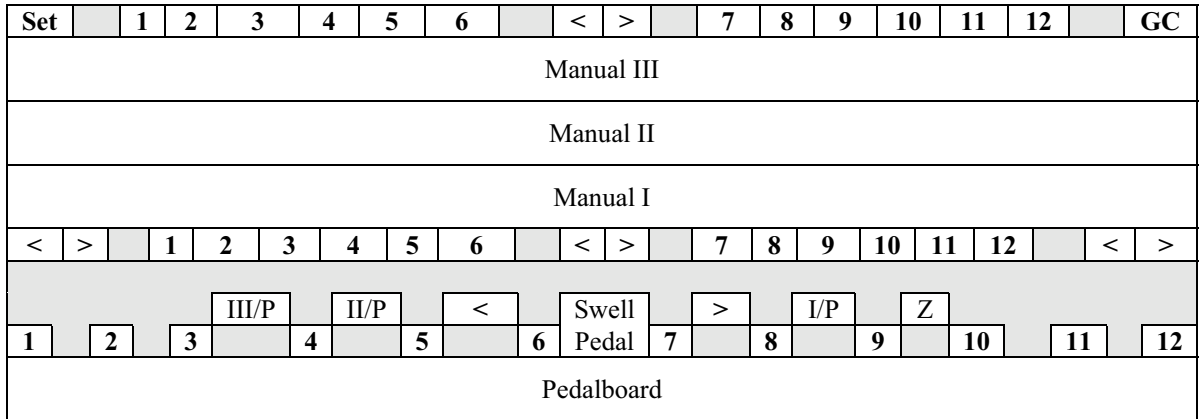 Set 1 2 3 4 5 6 < > 7 8 9 10 11 12 GC
Manual III
Manual II
Manual I
< > 1 2 3 4 5 6 < > 7 8 9 10 11 12 < >
III/P II/P < Swell > I/P Z
1 2 3 4 5 6 Pedal 7 8 9 10 11 12
Pedalboard